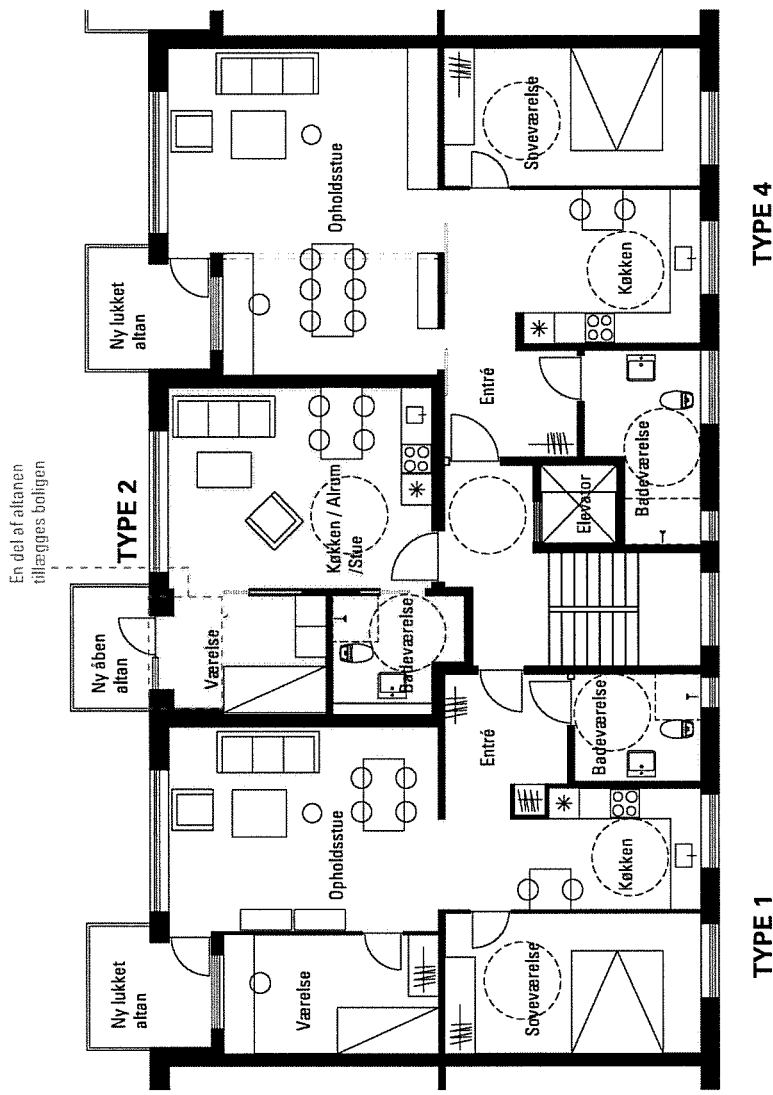 En del af altanen
tillægges boligen
Ny lukket
altan
Ny åben
altan
TYPE 2
Ny lukket
altan
Værelse
Opholdsstue
Værelse
Køkken / Alrum
/Stue
Badeværelse
Opholdsstue
Soveværelse
Køkken
Entré
Badeværelse
Elevator
Badeværelse
Entré
Køkken
Soveværelse
TYPE 1
TYPE 4